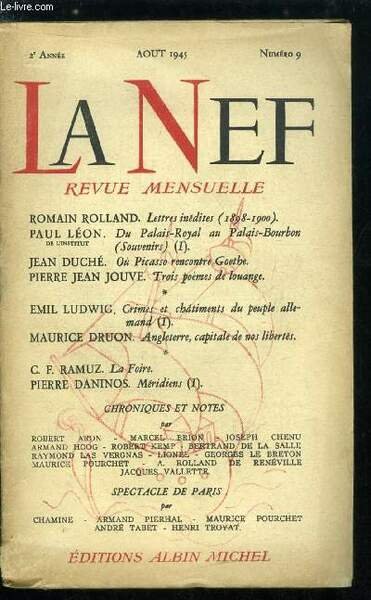 Le-livre.com
2e ANNÉE AOUT 1945 NUMÉRO 9
LA NEF
REVUE MENSUELLE
ROMAIN ROLLAND. Lettres inédites (1898-1900).
PAUL LÉON. Du Palais-Royal au Palais-Bourbon
DE L'INSTITUT (Souvenirs) (I).
JEAN DUCHÉ. Où Picasso rencontre Goethe.
PIERRE JEAN JOUVE. Trois poèmes de louange.
*
EMIL LUDWIG. Crimes et châtiments du peuple alle-
mand (I).
MAURICE DRUON. Angleterre, capitale de nos libertés.
*
C. F. RAMUZ. La Foire.
PIERRE DANINOS. Méridiens (I).
CHRONIQUES ET NOTES
par
ROBERT ARON - MARCEL BRION - JOSEPH CHENU
ARMAND HOOG - ROBERT KEMP - BERTRAND DE LA SALLE
RAYMOND LAS VERGNAS - LIONEL - GEORGES LE BRETON
MAURICE POURCHET - A. ROLLAND DE RENÉVILLE
JACQUES VALLETTE
SPECTACLE DE PARIS
par
CHAMINE - ARMAND PIERHAL - MAURICE POURCHET
ANDRÉ TABET - HENRI TROYAT.
ÉDITIONS ALBIN MICHEL